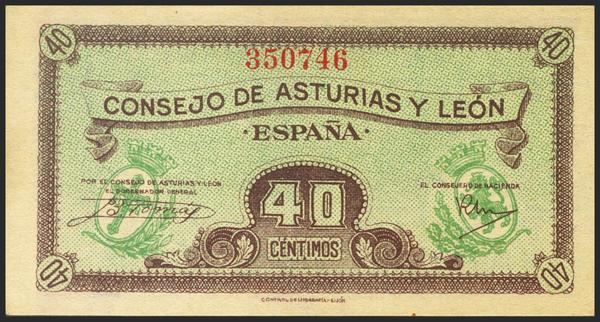 40
40
350746
CONSEJO DE ASTURIAS Y LEÓN
· ESPAÑA ·
POR EL CONSEJO DE ASTURIAS Y LEÓN
EL GOBERNADOR GENERAL
EL CONSEJERO DE HACIENDA
40
CÉNTIMOS
40
40